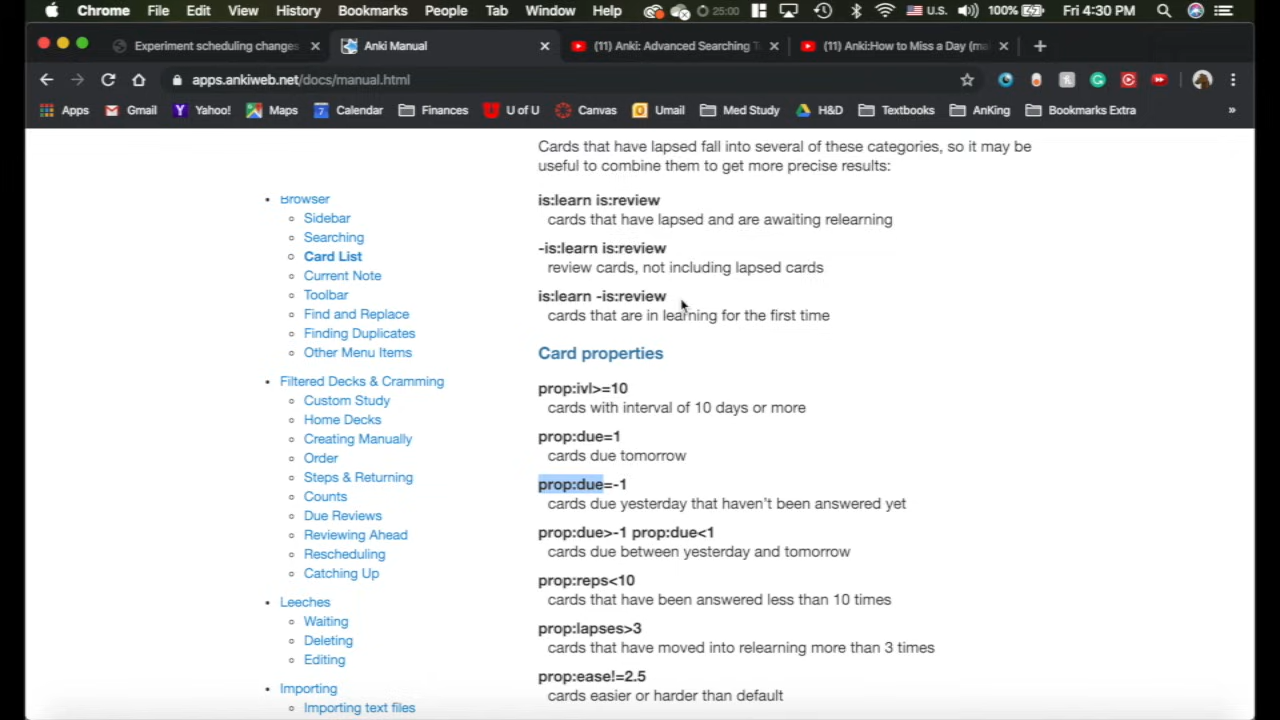 Chrome File Edit View History Bookmarks People Tab Window Help 25:00 U.S. 100% Fri 4:30 PM
Experiment scheduling changes
Anki Manual
(11) Anki: Advanced Searching T
(11) Anki:How to Miss a Day (ma
apps.ankiweb.net/docs/manual.html
Apps Gmail Yahoo! Maps Calendar Finances U of U Canvas Umail Med Study H&D Textbooks AnKing Bookmarks Extra »
Browser
Sidebar
Searching
Card List
Current Note
Toolbar
Find and Replace
Finding Duplicates
Other Menu Items
Filtered Decks & Cramming
Custom Study
Home Decks
Creating Manually
Order
Steps & Returning
Counts
Due Reviews
Reviewing Ahead
Rescheduling
Catching Up
Leeches
Waiting
Deleting
Editing
Importing
Importing text files
Cards that have lapsed fall into several of these categories, so it may be
useful to combine them to get more precise results:
is:learn is:review
cards that have lapsed and are awaiting relearning
-is:learn is:review
review cards, not including lapsed cards
is:learn -is:review
cards that are in learning for the first time
Card properties
prop:ivl>=10
cards with interval of 10 days or more
prop:due=1
cards due tomorrow
prop:due=-1
cards due yesterday that haven't been answered yet
prop:due>-1 prop:due<1
cards due between yesterday and tomorrow
prop:reps<10
cards that have been answered less than 10 times
prop:lapses>3
cards that have moved into relearning more than 3 times
prop:ease!=2.5
cards easier or harder than default